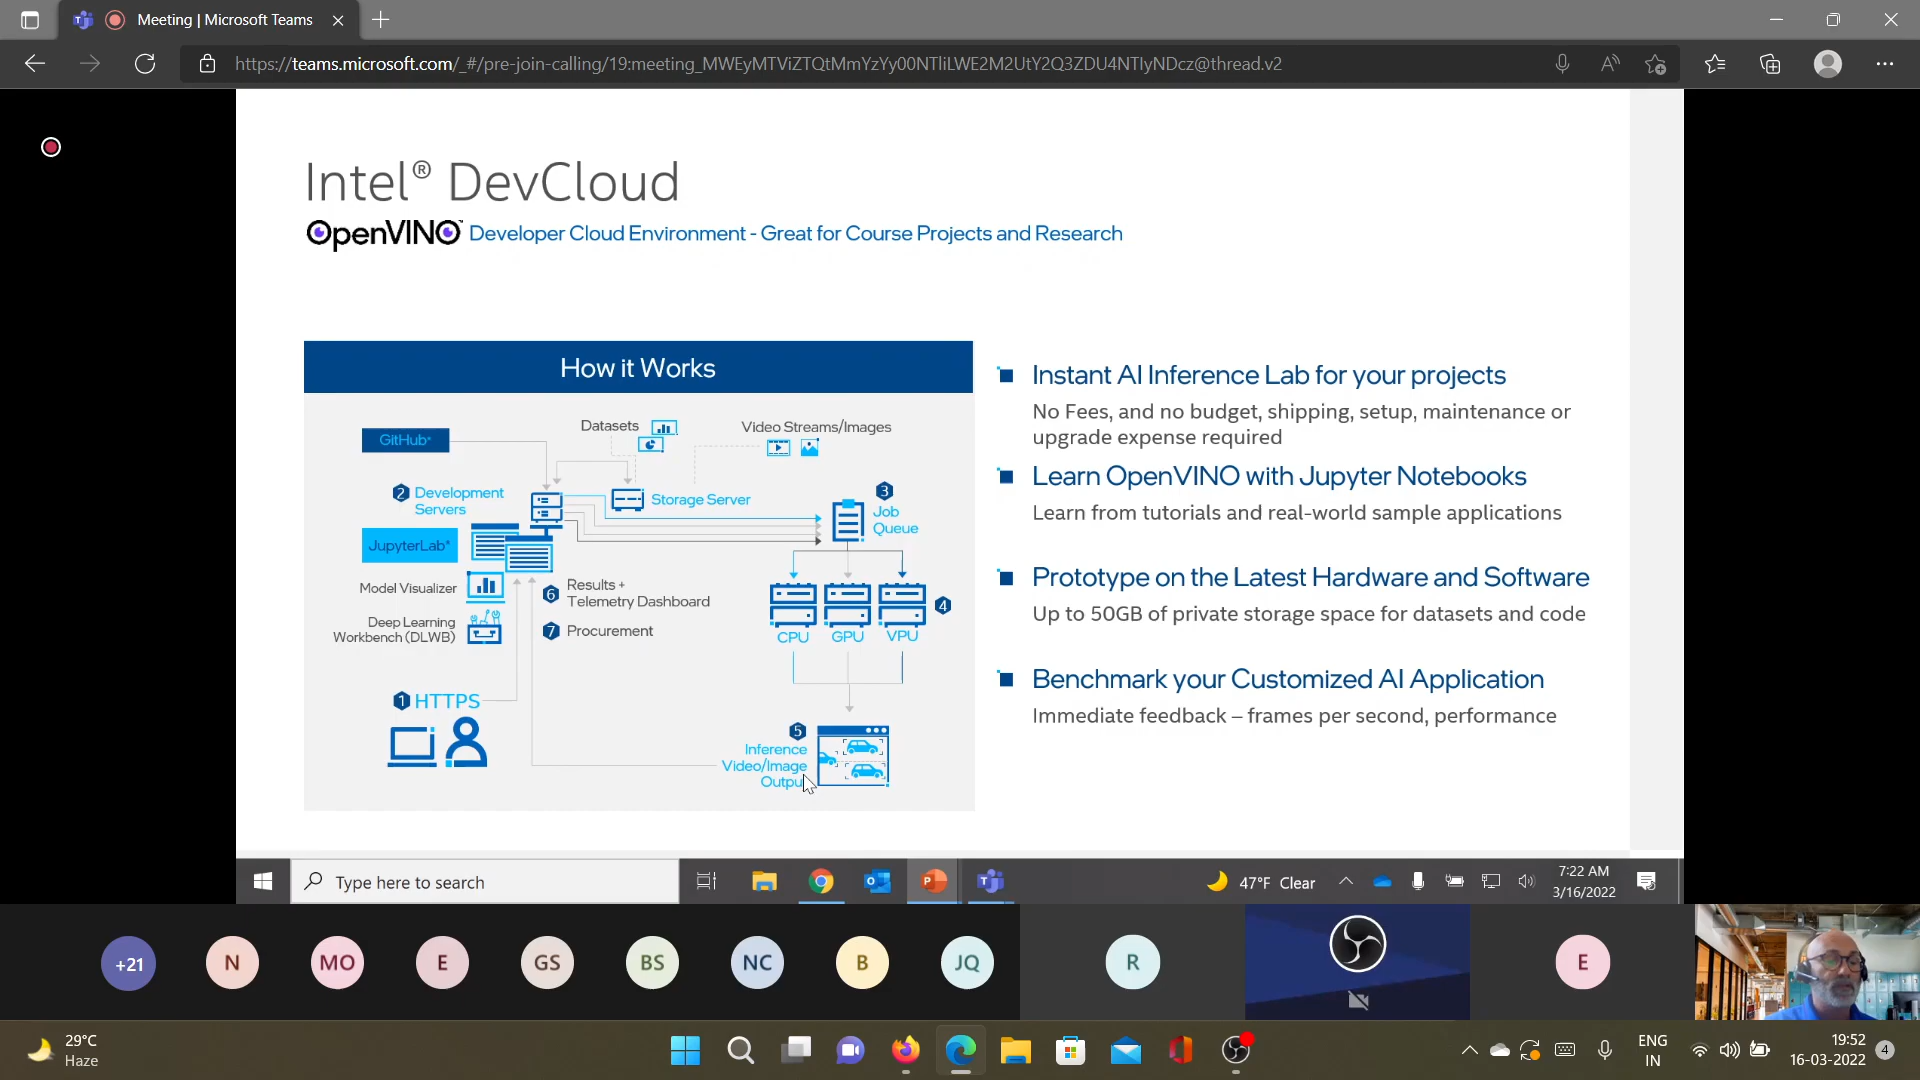 Meeting | Microsoft Teams
https://teams.microsoft.com/_#/pre-join-calling/19:meeting_MWEyMTViZTQtMmYzYy00NTliLWE2M2UtY2Q3ZDU4NTIyNDcz@thread.v2
Intel® DevCloud
OpenVINO™ Developer Cloud Environment - Great for Course Projects and Research
How it Works
GitHub*
Datasets
Video Streams/Images
2 Development
Servers
Storage Server
3
Job
Queue
JupyterLab*
Model Visualizer
Deep Learning
Workbench (DLWB)
6 Results +
Telemetry Dashboard
7 Procurement
4
CPU GPU VPU
1 HTTPS
5
Inference
Video/Image
Output
Instant AI Inference Lab for your projects
No Fees, and no budget, shipping, setup, maintenance or
upgrade expense required
Learn OpenVINO with Jupyter Notebooks
Learn from tutorials and real-world sample applications
Prototype on the Latest Hardware and Software
Up to 50GB of private storage space for datasets and code
Benchmark your Customized AI Application
Immediate feedback – frames per second, performance
Type here to search
47°F Clear
7:22 AM
3/16/2022
+21 N MO E GS BS NC B JQ R E
29°C
Haze
ENG
IN
19:52
16-03-2022
4